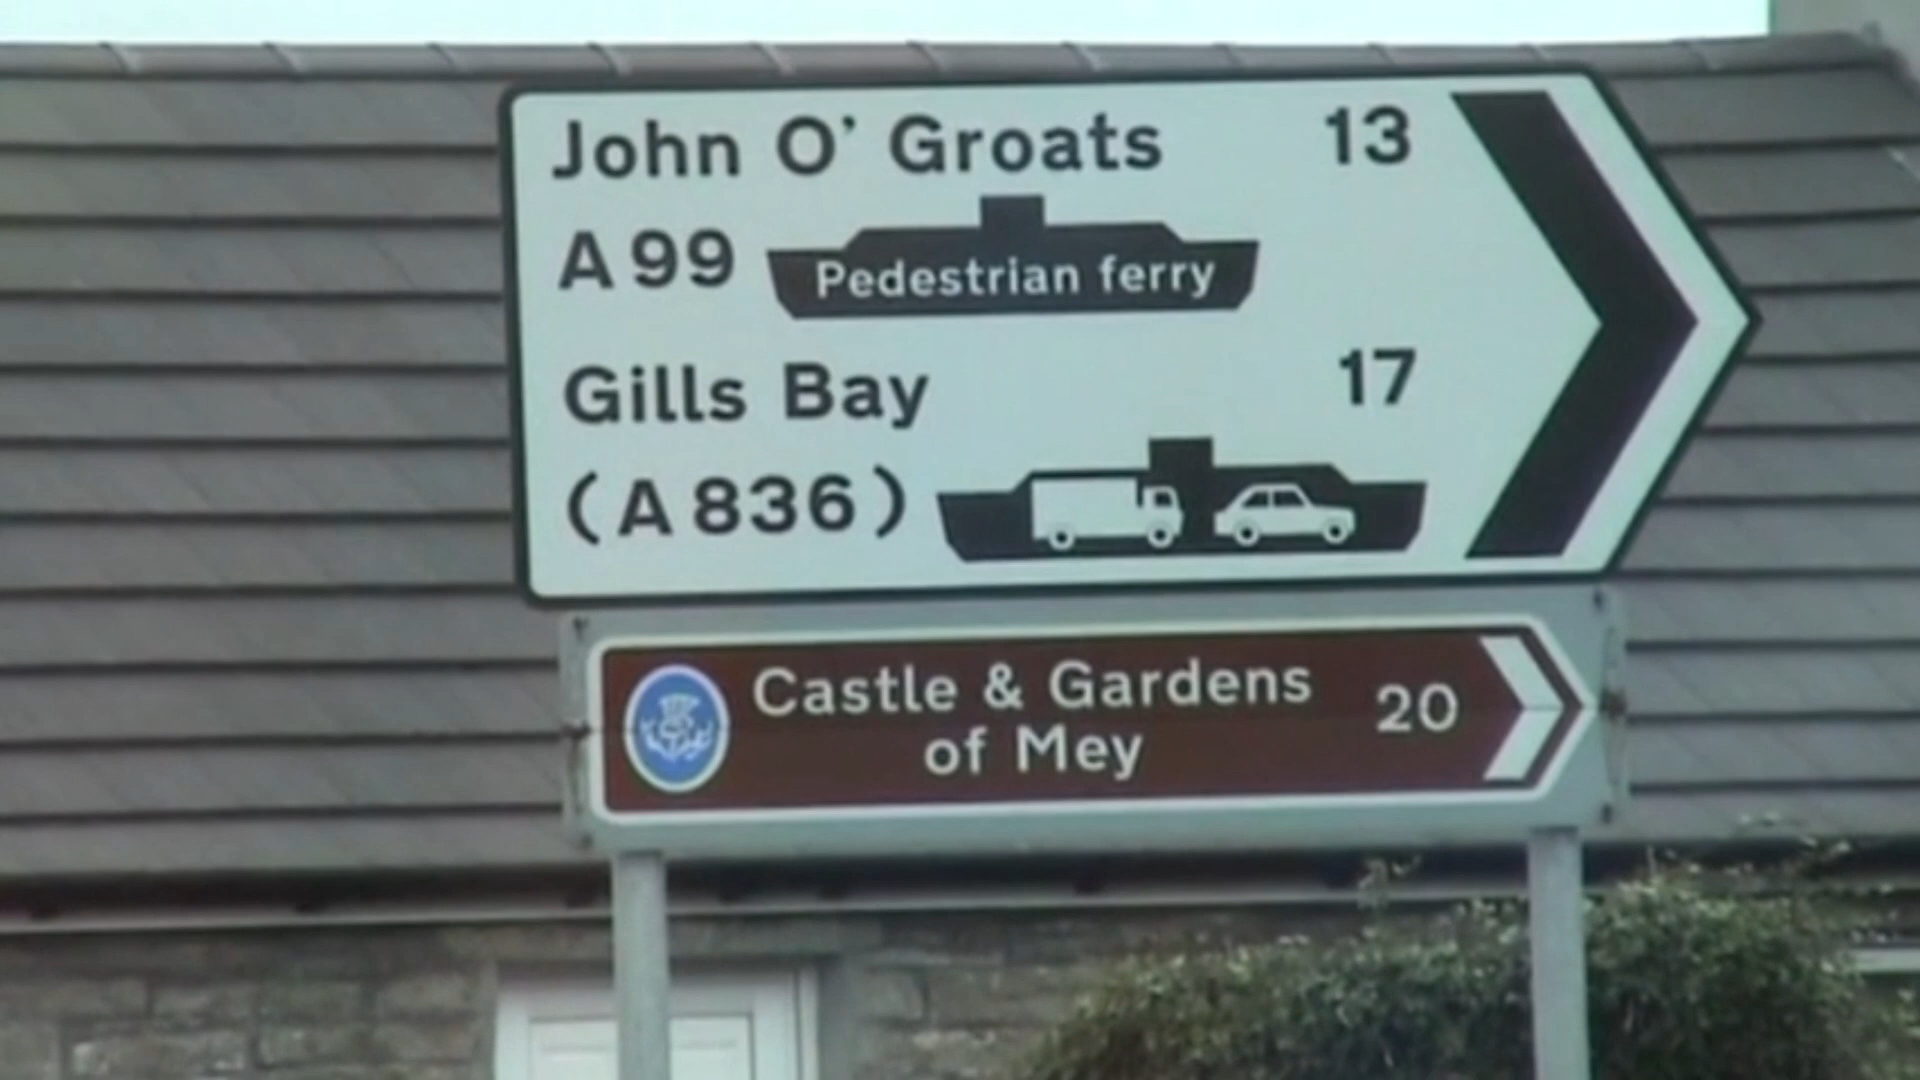 John O' Groats 13
A99 Pedestrian ferry
Gills Bay 17
(A836)
Castle & Gardens 20
of Mey